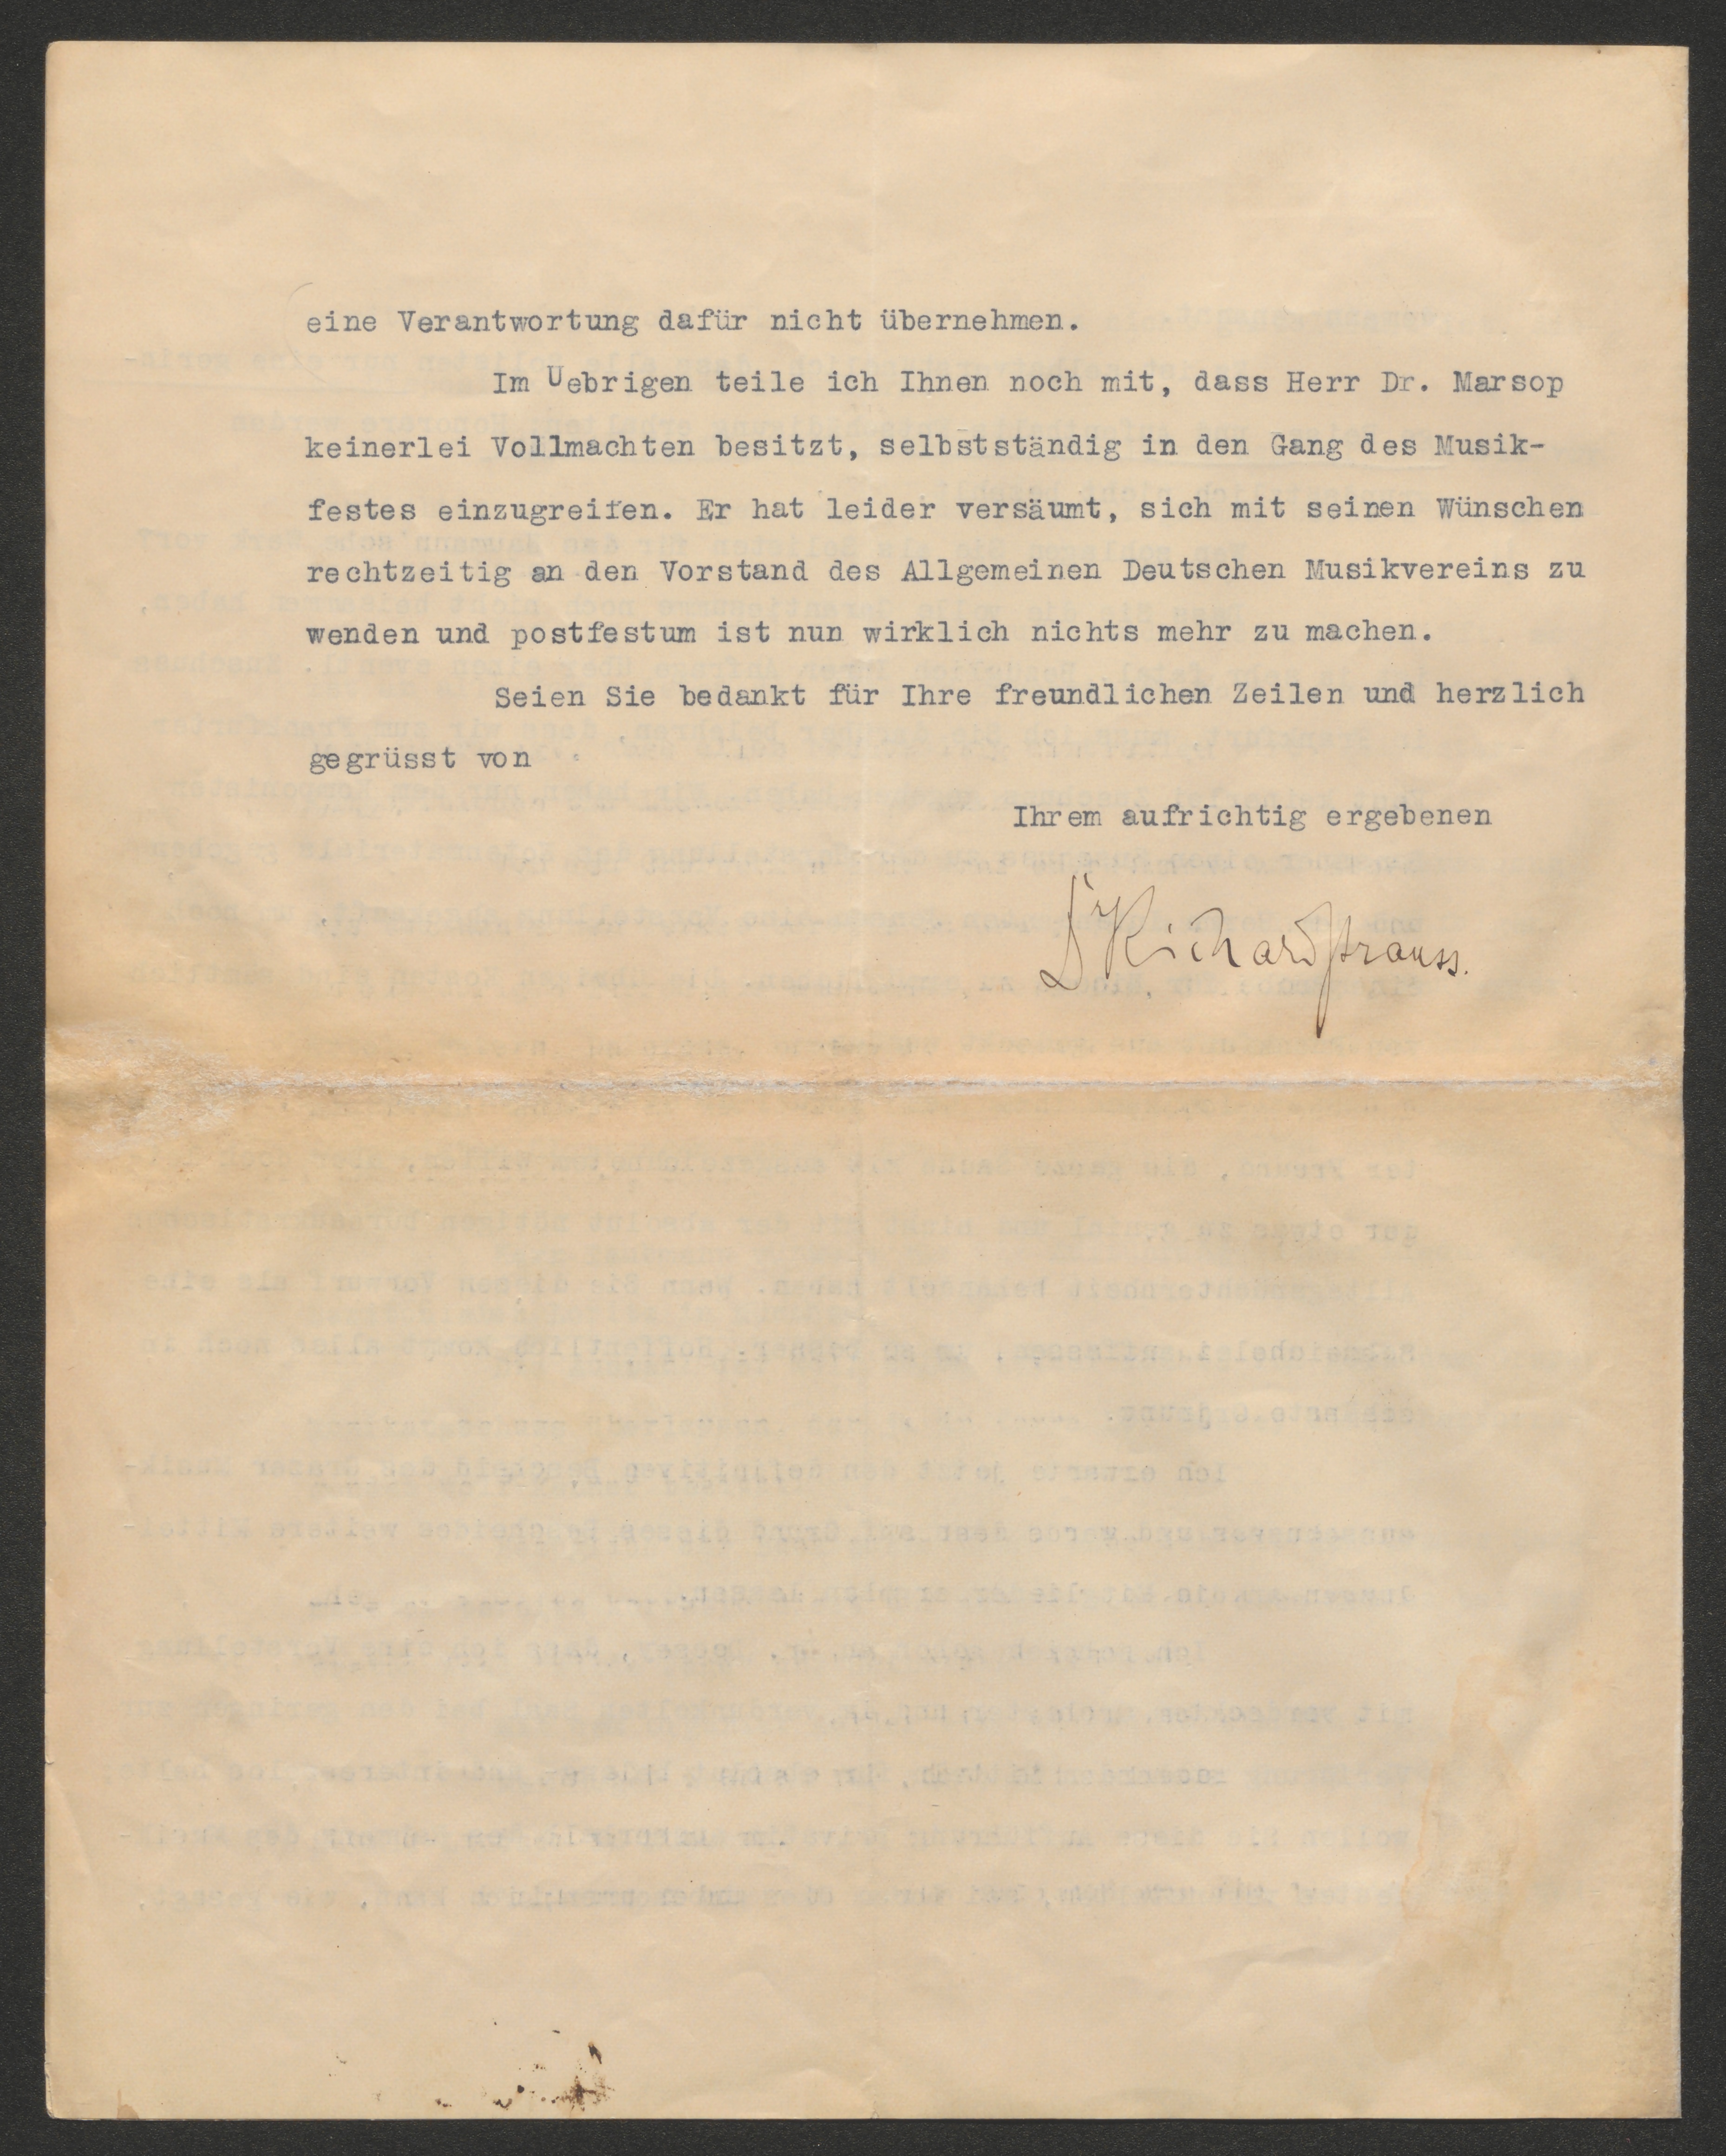 eine Verantwortung dafür nicht übernehmen.
Im Uebrigen teile ich Ihnen noch mit, dass Herr Dr. Marsop
keinerlei Vollmachten besitzt, selbstständig in den Gang des Musik-
festes einzugreifen. Er hat leider versäumt, sich mit seinen Wünschen
rechtzeitig an den Vorstand des Allgemeinen Deutschen Musikvereins zu
wenden und postfestum ist nun wirklich nichts mehr zu machen.
Seien Sie bedankt für Ihre freundlichen Zeilen und herzlich
gegrüsst von
Ihrem aufrichtig ergebenen
Dr Richard Strauss.